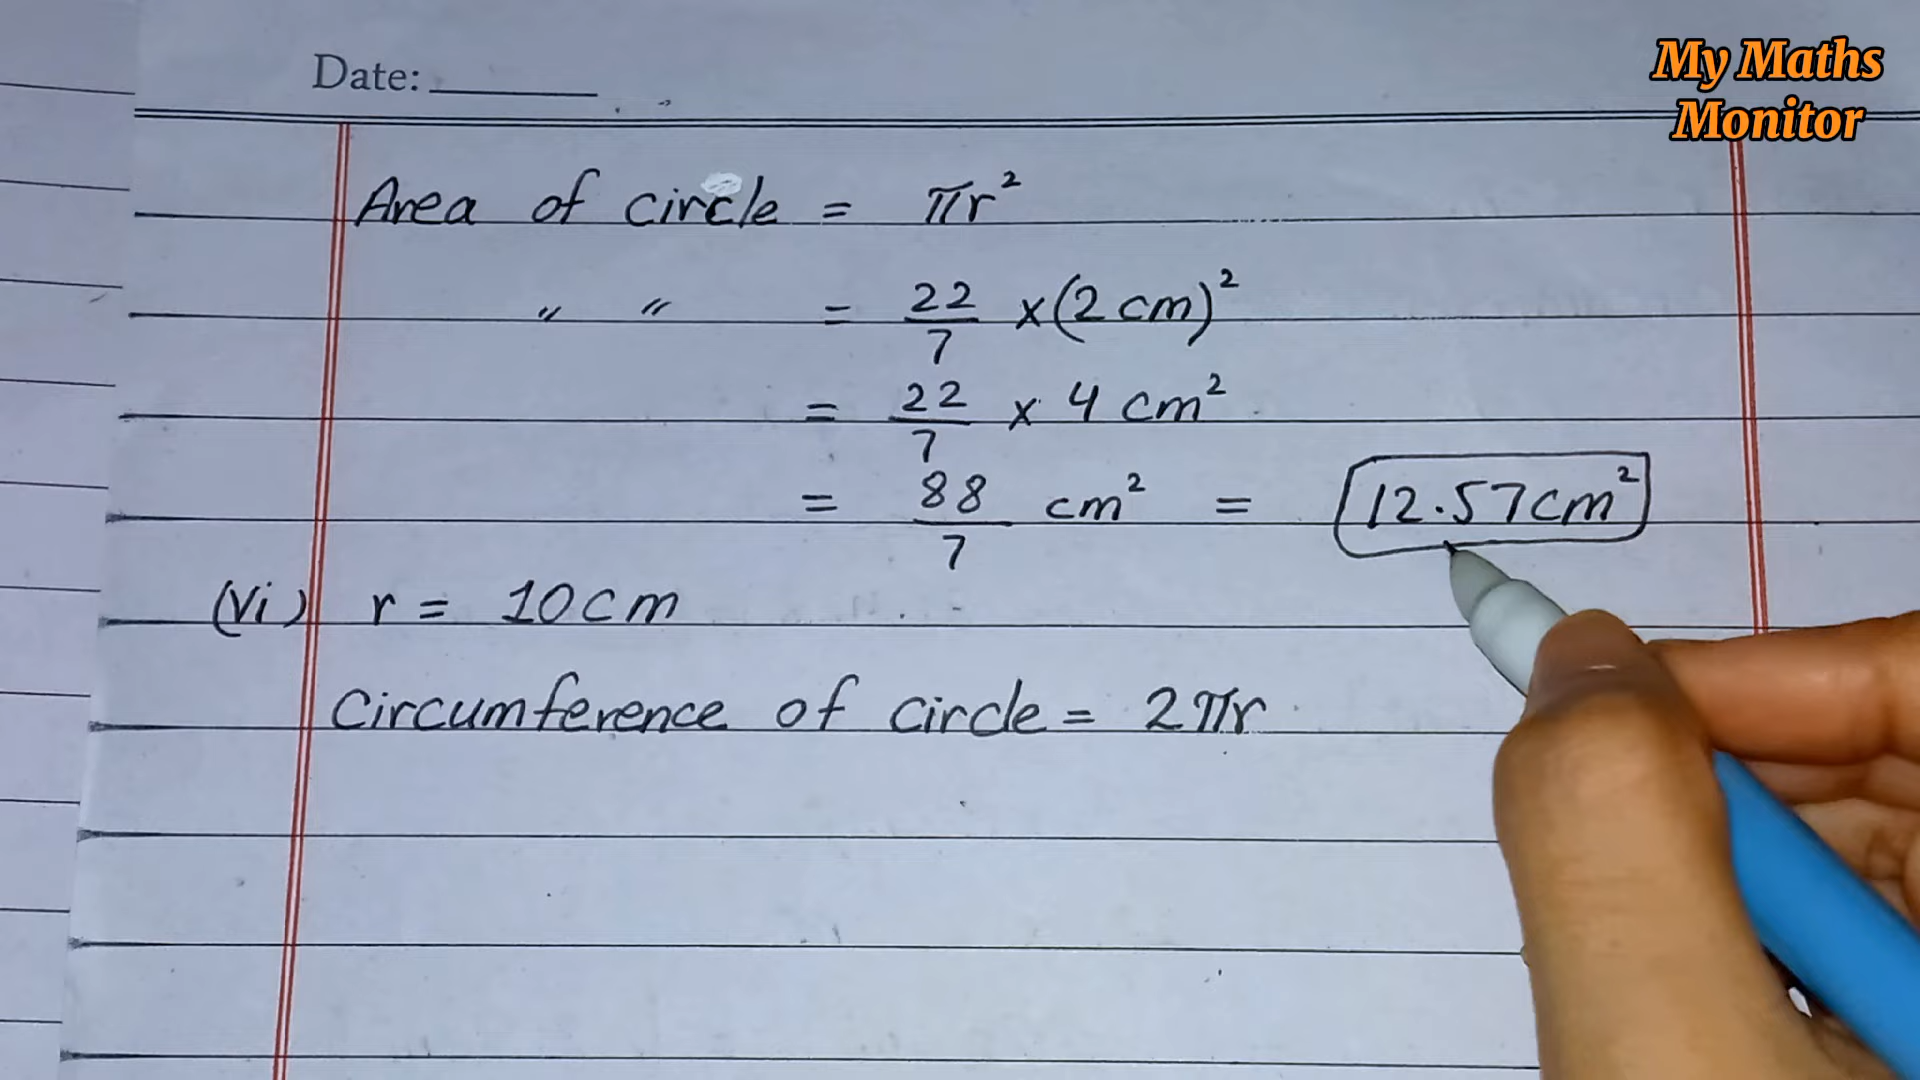 My Maths
Monitor
Date:
Area of circle = πr²
〃 〃 = 22/7 ×(2 cm)²
= 22/7 × 4 cm²
= 88/7 cm² = 12.57cm²
(vi) r = 10cm
Circumference of circle = 2πr